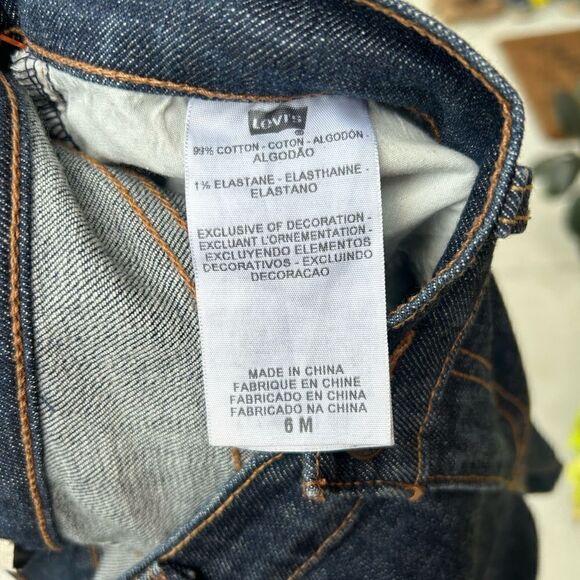 Levi's
99% COTTON - COTON - ALGODÓN -
ALGODÃO
1% ELASTANE - ELASTHANNE -
ELASTANO
EXCLUSIVE OF DECORATION -
EXCLUANT L'ORNEMENTATION -
EXCLUYENDO ELEMENTOS
DECORATIVOS - EXCLUINDO
DECORACAO
MADE IN CHINA
FABRIQUE EN CHINE
FABRICADO EN CHINA
FABRICADO NA CHINA
6 M